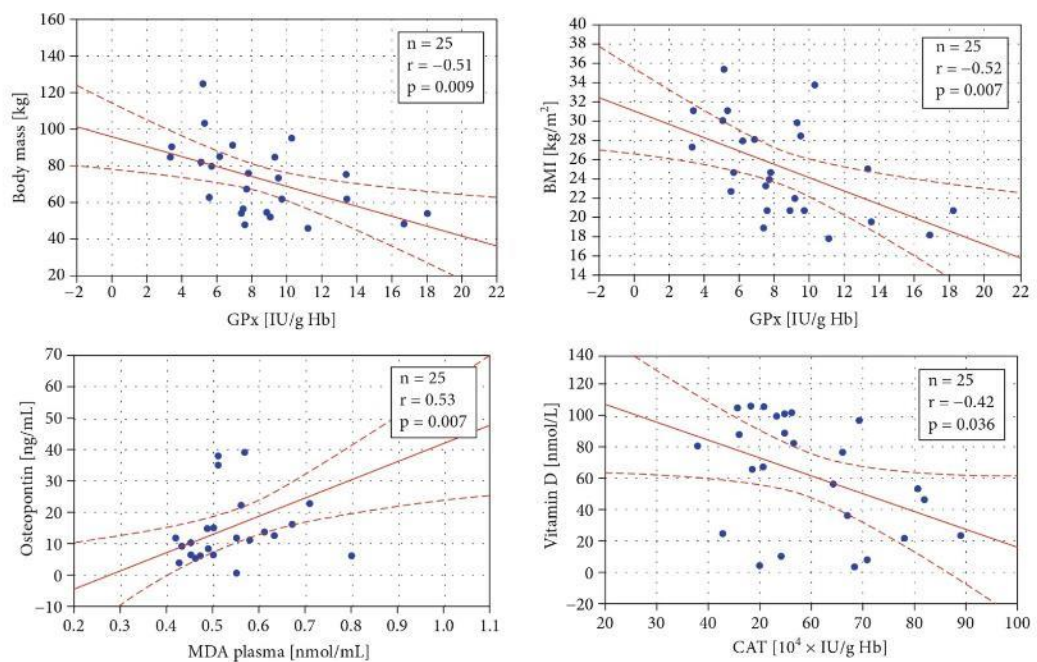 160
140
120
100
80
60
40
20
Body mass [kg]
n = 25
r = −0.51
p = 0.009
−2 0 2 4 6 8 10 12 14 16 18 20 22
GPx [IU/g Hb]
40
38
36
34
32
30
28
26
24
22
20
18
16
14
BMI [kg/m²]
n = 25
r = −0.52
p = 0.007
−2 0 2 4 6 8 10 12 14 16 18 20 22
GPx [IU/g Hb]
70
60
50
40
30
20
10
0
−10
Osteopontin [ng/mL]
n = 25
r = 0.53
p = 0.007
0.2 0.3 0.4 0.5 0.6 0.7 0.8 0.9 1.0 1.1
MDA plasma [nmol/mL]
140
120
100
80
60
40
20
0
−20
Vitamin D [nmol/L]
n = 25
r = −0.42
p = 0.036
20 30 40 20 60 70 80 90 100
CAT [10⁴ × IU/g Hb]